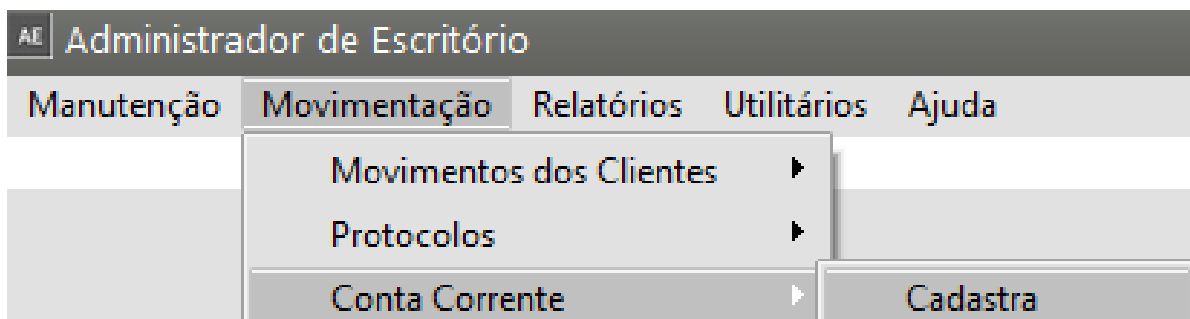 AE Administrador de Escritório
Manutenção Movimentação Relatórios Utilitários Ajuda
Movimentos dos Clientes
Protocolos
Conta Corrente Cadastra